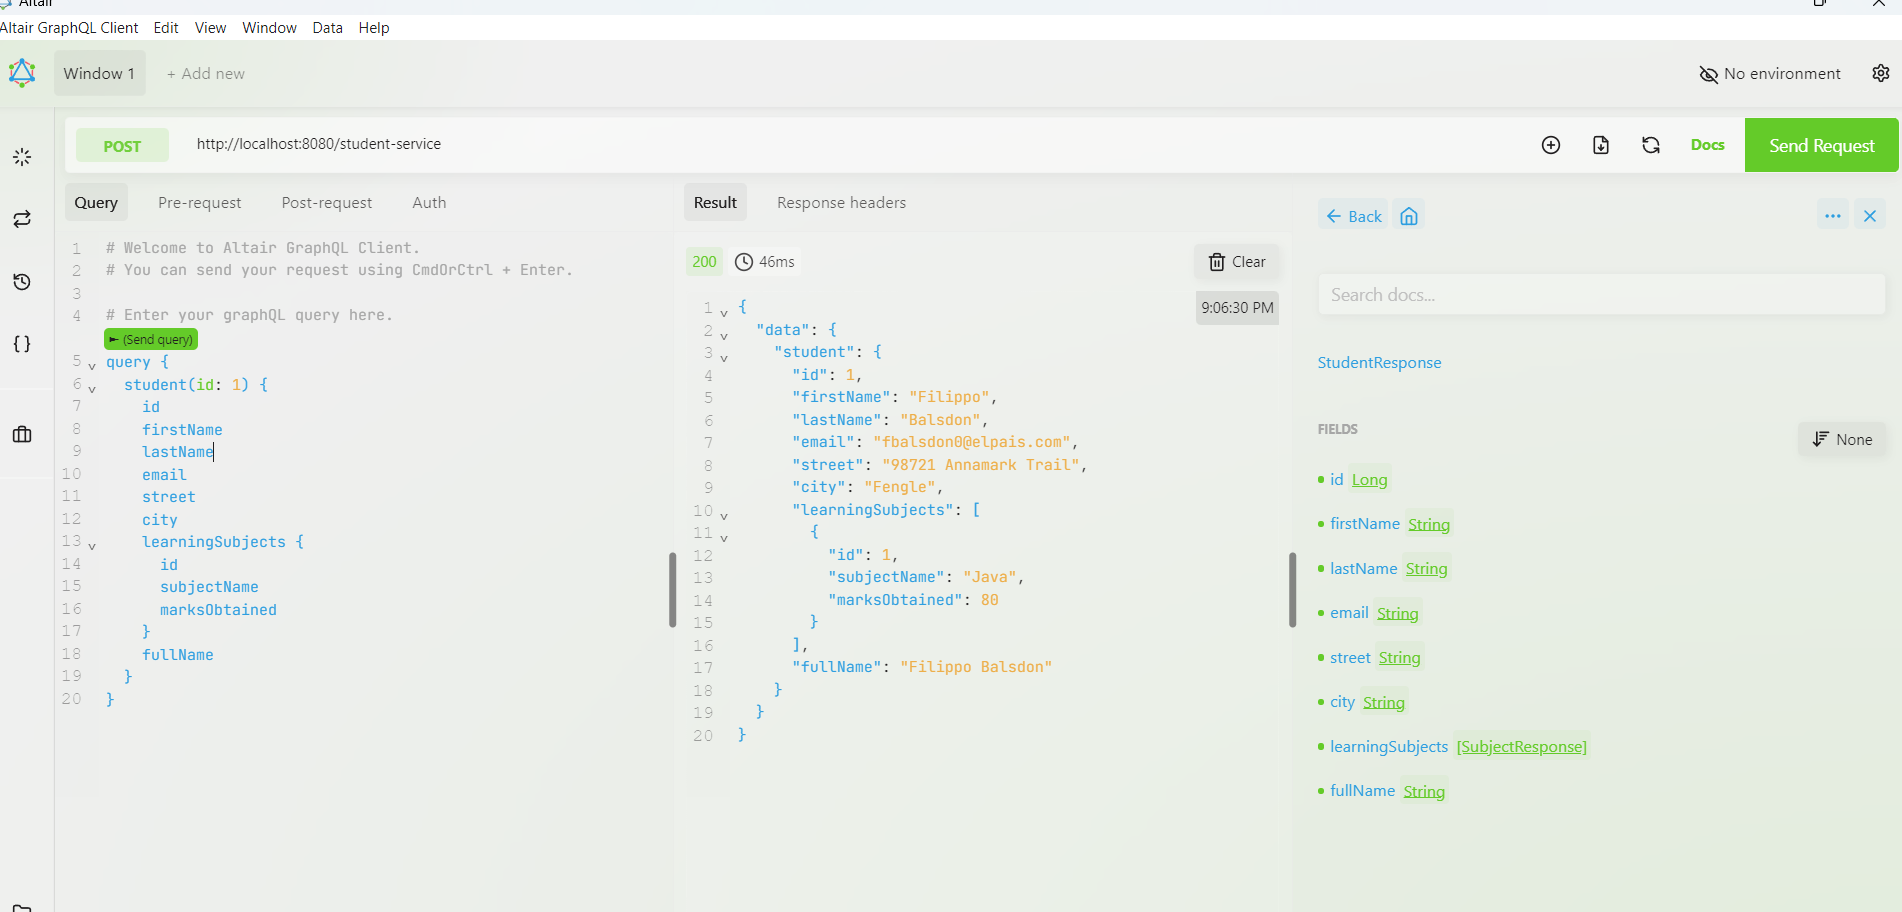 Altair
Altair GraphQL Client Edit View Window Data Help
Window 1 + Add new No environment
POST http://localhost:8080/student-service Docs Send Request
Query Pre-request Post-request Auth
1 # Welcome to Altair GraphQL Client.
2 # You can send your request using CmdOrCtrl + Enter.
3
4 # Enter your graphQL query here.
(Send query)
5 query {
6 student(id: 1) {
7 id
8 firstName
9 lastName
10 email
11 street
12 city
13 learningSubjects {
14 id
15 subjectName
16 marksObtained
17 }
18 fullName
19 }
20 }
Result Response headers
200 46ms Clear
9:06:30 PM
1 {
2 "data": {
3 "student": {
4 "id": 1,
5 "firstName": "Filippo",
6 "lastName": "Balsdon",
7 "email": "fbalsdon0@elpais.com",
8 "street": "98721 Annamark Trail",
9 "city": "Fengle",
10 "learningSubjects": [
11 {
12 "id": 1,
13 "subjectName": "Java",
14 "marksObtained": 80
15 }
16 ],
17 "fullName": "Filippo Balsdon"
18 }
19 }
20 }
Back
Search docs...
StudentResponse
FIELDS
None
id Long
firstName String
lastName String
email String
street String
city String
learningSubjects [SubjectResponse]
fullName String